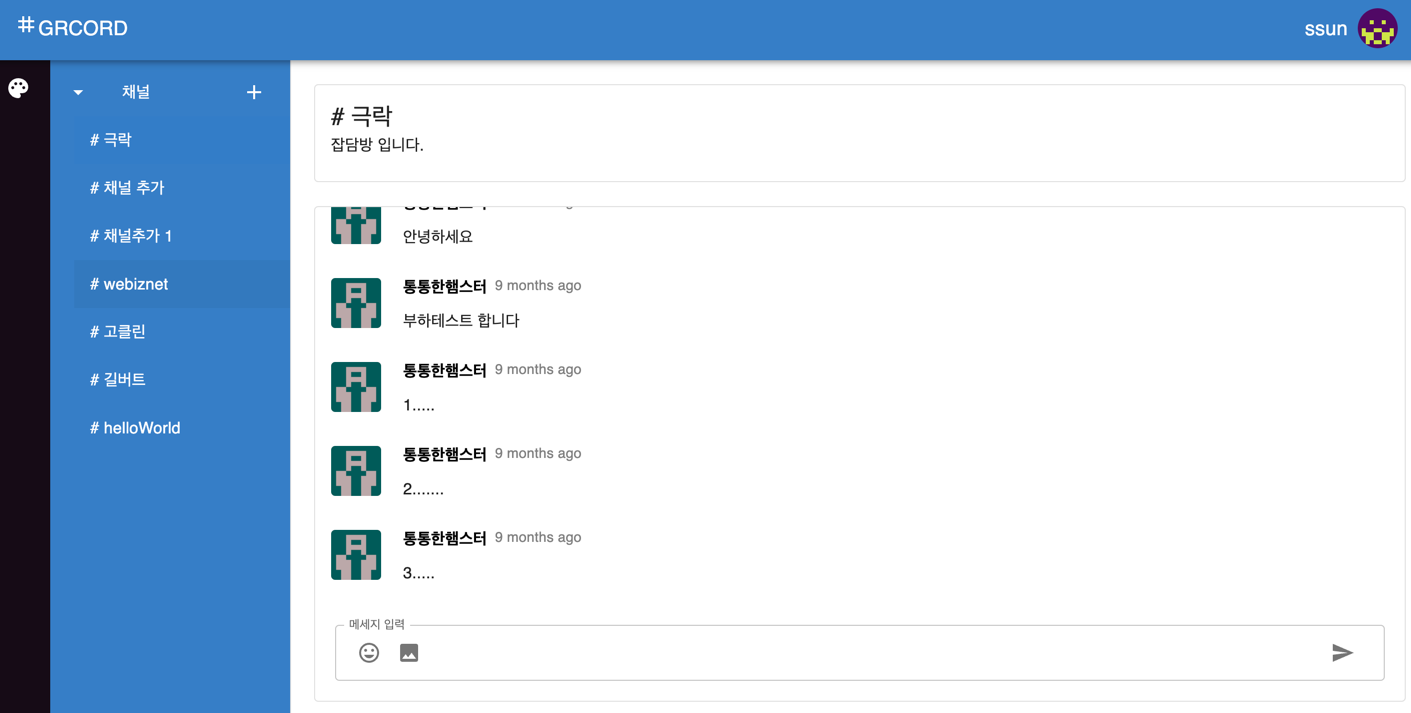 #GRCORD
ssun
채널
# 극락
# 채널 추가
# 채널추가 1
# webiznet
# 고클린
# 길버트
# helloWorld
# 극락
잡담방 입니다.
안녕하세요
통통한햄스터 9 months ago
부하테스트 합니다
통통한햄스터 9 months ago
1.....
통통한햄스터 9 months ago
2.......
통통한햄스터 9 months ago
3.....
메세지 입력